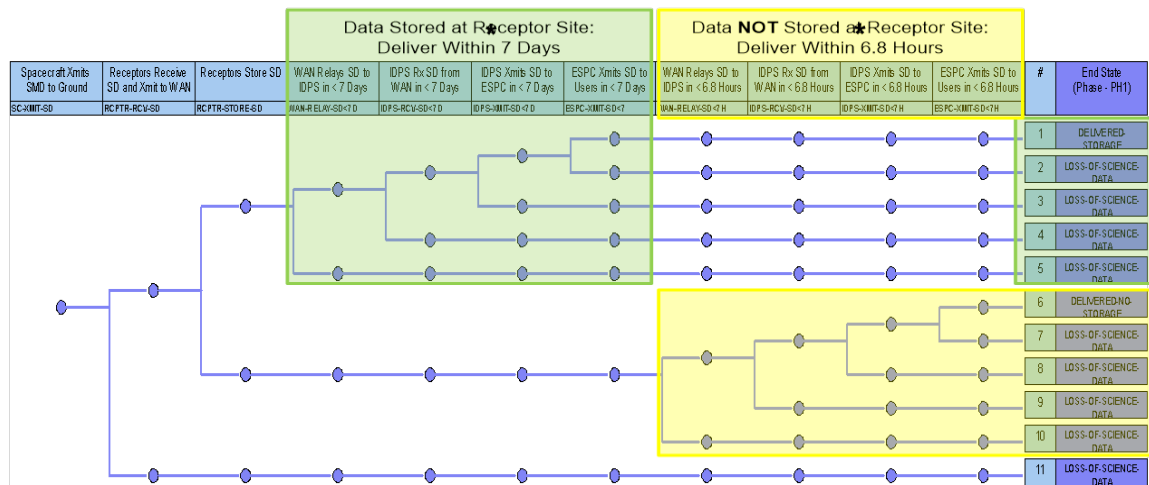 Data Stored at R*ceptor Site:
Deliver Within 7 Days
Data NOT Stored a* Receptor Site:
Deliver Within 6.8 Hours
Spacecraft Xmits
SMD to Ground
Receptors Receive
SD and Xmit to WAN
Receptors Store SD
WAN Relays SD to
IDPS in < 7 Days
IDPS Rx SD from
WAN in < 7 Days
IDPS Xmits SD to
ESPC in < 7 Days
ESPC Xmits SD to
Users in < 7 Days
WAN Relays SD to
IDPS in < 6.8 Hours
IDPS Rx SD from
WAN in < 6.8 Hours
IDPS Xmits SD to
ESPC in < 6.8 Hours
ESPC Xmits SD to
Users in < 6.8 Hours
#
End State
(Phase - PH1)
SC-XMIT-SD
RCPTR-RCV-SD
RCPTR-STORE-SD
WAN-RELAY-SD<7D
IDPS-RCV-SD<7D
IDPS-XMIT-SD<7D
ESPC-XMIT-SD<7
WAN-RELAY-SD<7H
IDPS-RCV-SD<7H
IDPS-XMIT-SD<7H
ESPC-XMIT-SD<7H
1
DELIVERED-
STORAGE
2
LOSS-OF-SCIENCE-
DATA
3
LOSS-OF-SCIENCE-
DATA
4
LOSS-OF-SCIENCE-
DATA
5
LOSS-OF-SCIENCE-
DATA
6
DELIVERED-NO-
STORAGE
7
LOSS-OF-SCIENCE-
DATA
8
LOSS-OF-SCIENCE-
DATA
9
LOSS-OF-SCIENCE-
DATA
10
LOSS-OF-SCIENCE-
DATA
11
LOSS-OF-SCIENCE-
DATA